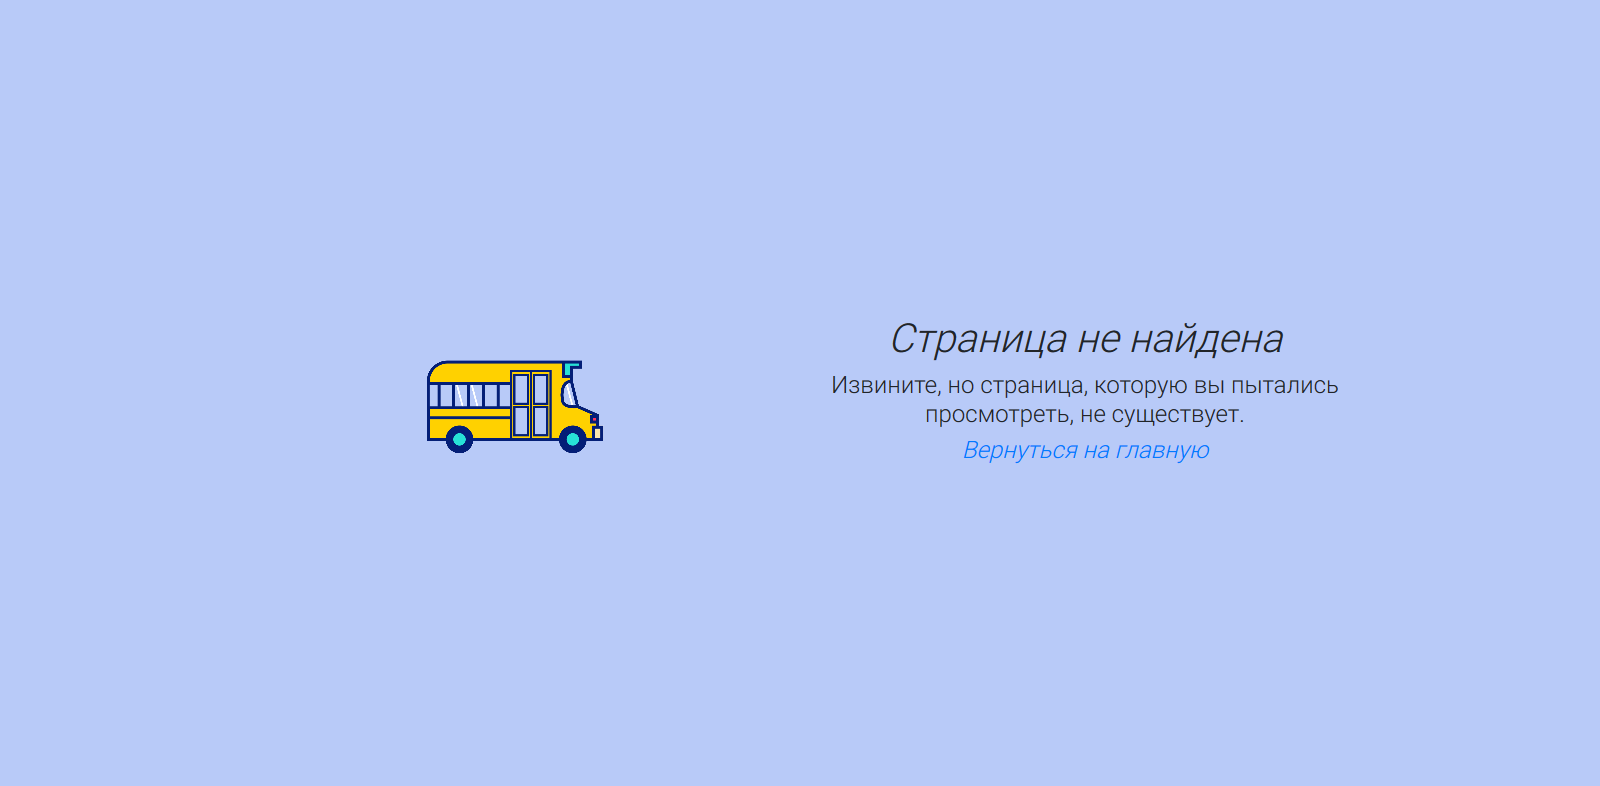 Страница не найдена
Извините, но страница, которую вы пытались
просмотреть, не существует.
Вернуться на главную